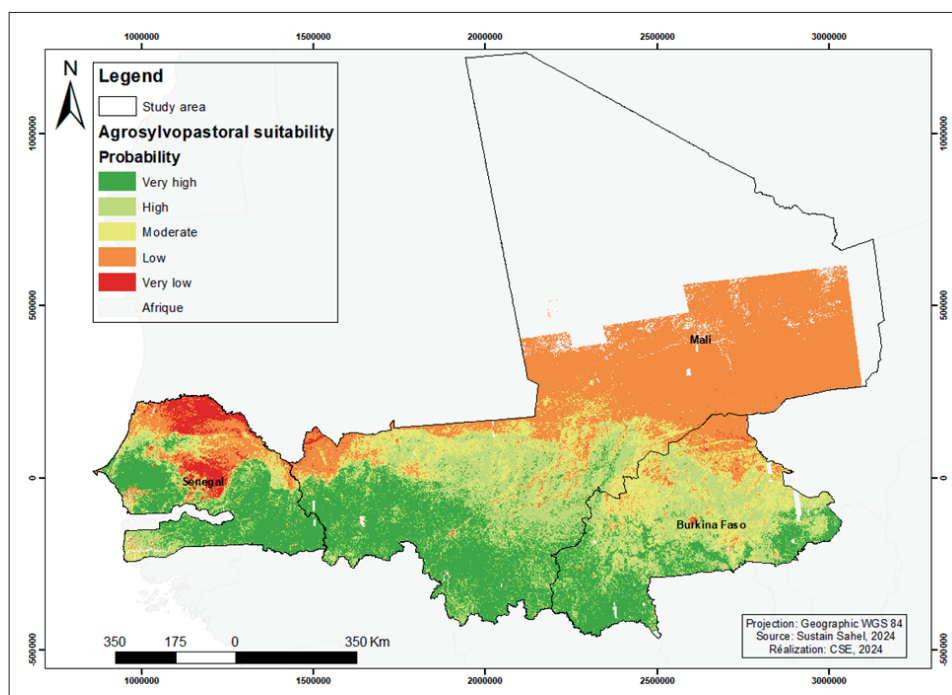 1000000 1500000 2000000 2500000 3000000
N
Legend
Study area
Agrosylvopastoral suitability
Probability
Very high
High
Moderate
Low
Very low
Afrique
1000000
1000000
500000
500000
Mali
0
0
Senegal
Burkina Faso
350 175 0 350 Km
Projection: Geographic WGS 84
Source: Sustain Sahel, 2024
Réalization: CSE, 2024
-500000
-500000
1000000 1500000 2000000 2500000 3000000